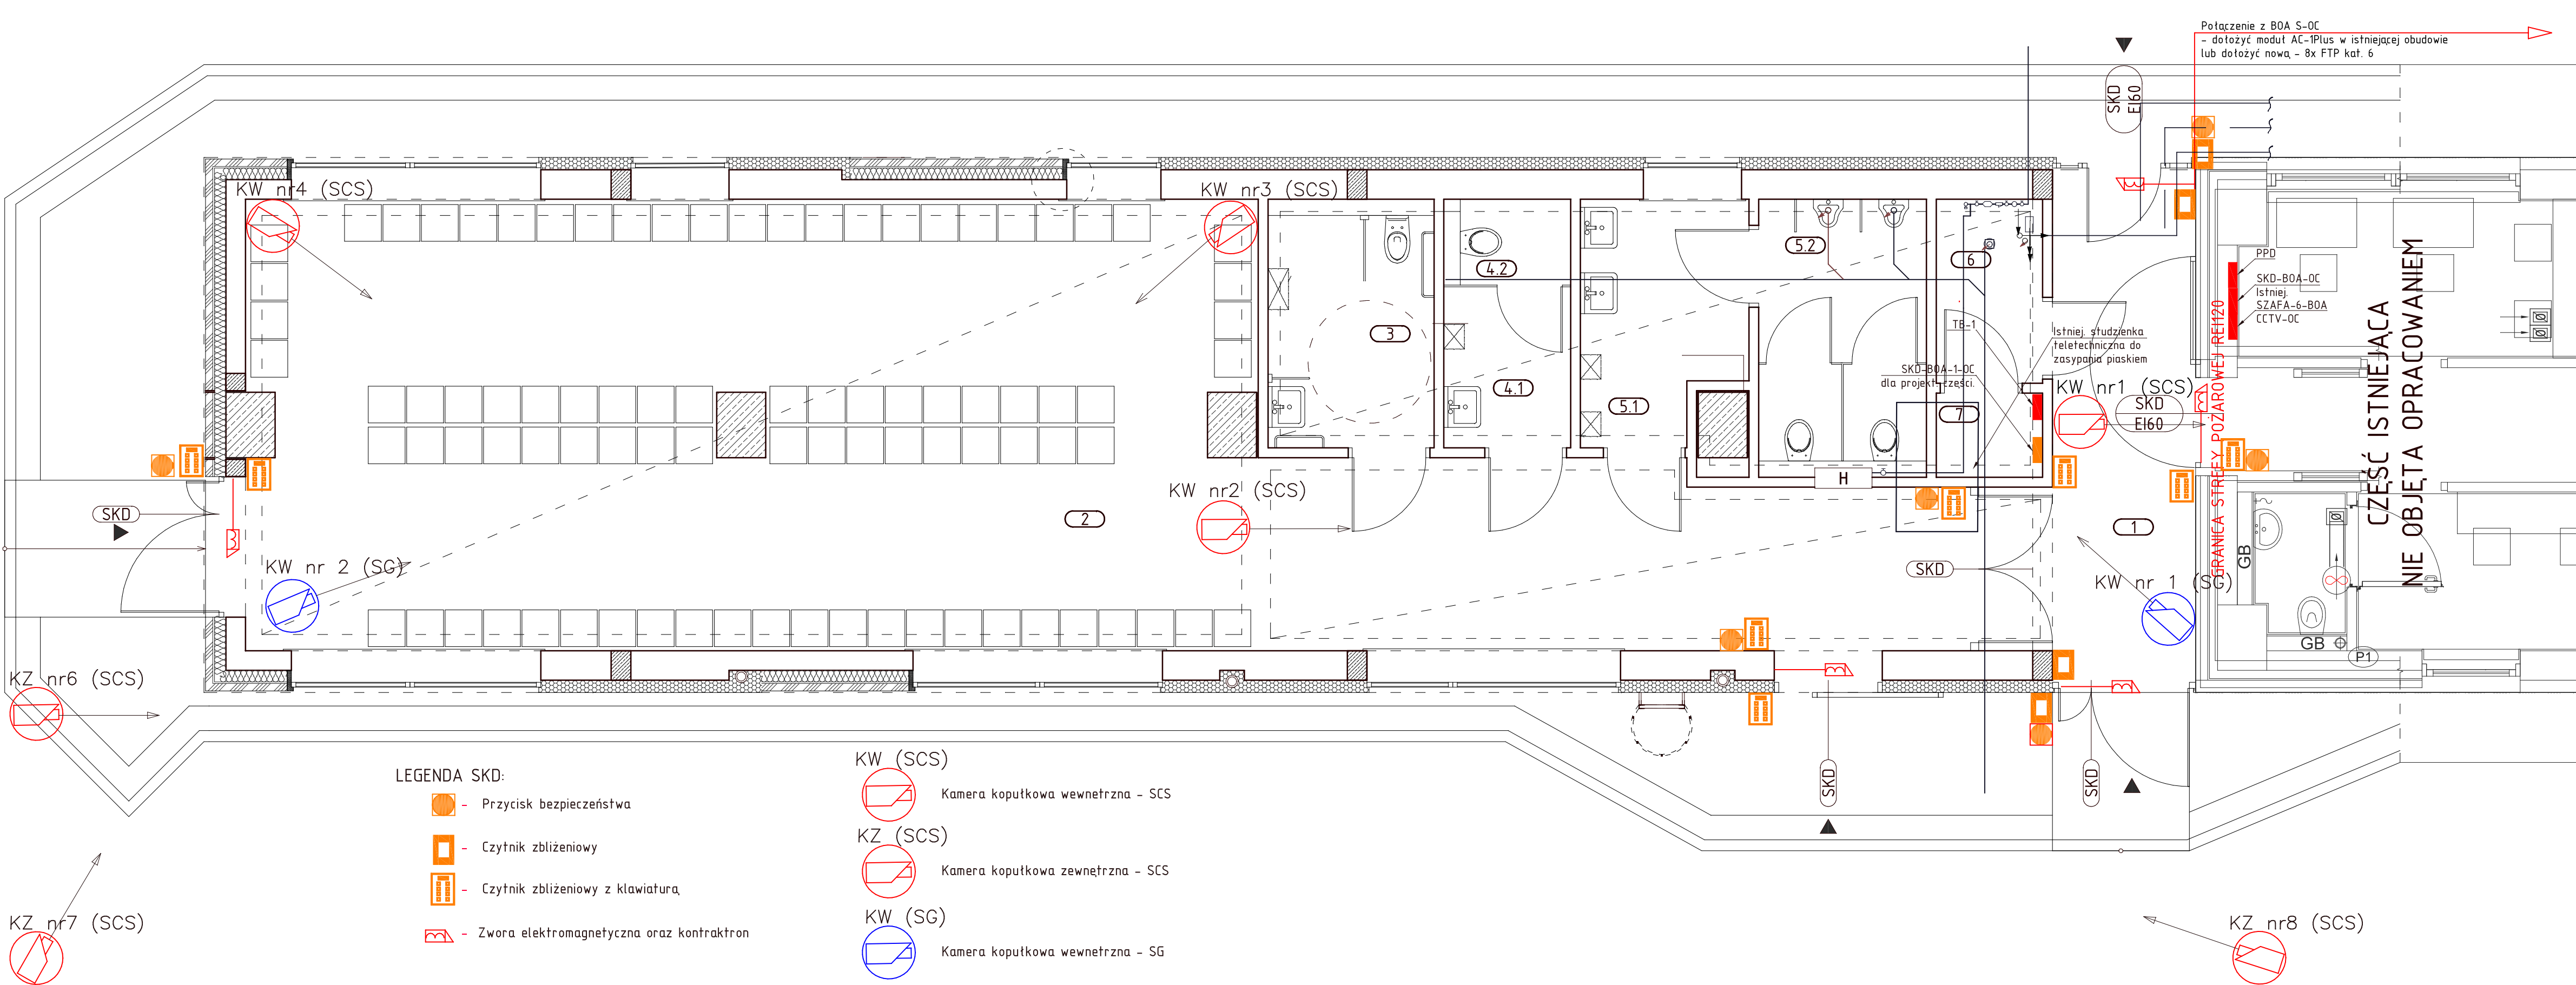 Połączenie z BOA S-OC
- dołożyć moduł AC-1Plus w istniejącej obudowie
lub dołożyć nową, - 8x FTP kat. 6
SKD
EI60
KW nr4 (SCS)
KW nr3 (SCS)
5.2
4.2
6
3
4.1
5.1
7
TB-1
SKD-BOA-1-OC
dla projekt. części.
Istniej. studzienka
teletechniczna do
zasypania piaskiem
KW nr1 (SCS)
SKD
EI60
PPD
SKD-BOA-OC
Istniej.
SZAFA-6-BOA
CCTV-OC
GRANICA STREFY POŻAROWEJ REI120
CZĘŚĆ ISTNIEJĄCA
NIE OBJĘTA OPRACOWANIEM
H
KW nr2 (SCS)
SKD
2
1
SKD
KW nr 2 (SG)
KW nr 1 (SG)
GB
GB
P1
KZ nr6 (SCS)
SKD
SKD
LEGENDA SKD:
- Przycisk bezpieczeństwa
- Czytnik zbliżeniowy
- Czytnik zbliżeniowy z klawiaturą
- Zwora elektromagnetyczna oraz kontraktron
KW (SCS)
Kamera kopułkowa wewnetrzna - SCS
KZ (SCS)
Kamera kopułkowa zewnętrzna - SCS
KW (SG)
Kamera kopułkowa wewnetrzna - SG
KZ nr7 (SCS)
KZ nr8 (SCS)